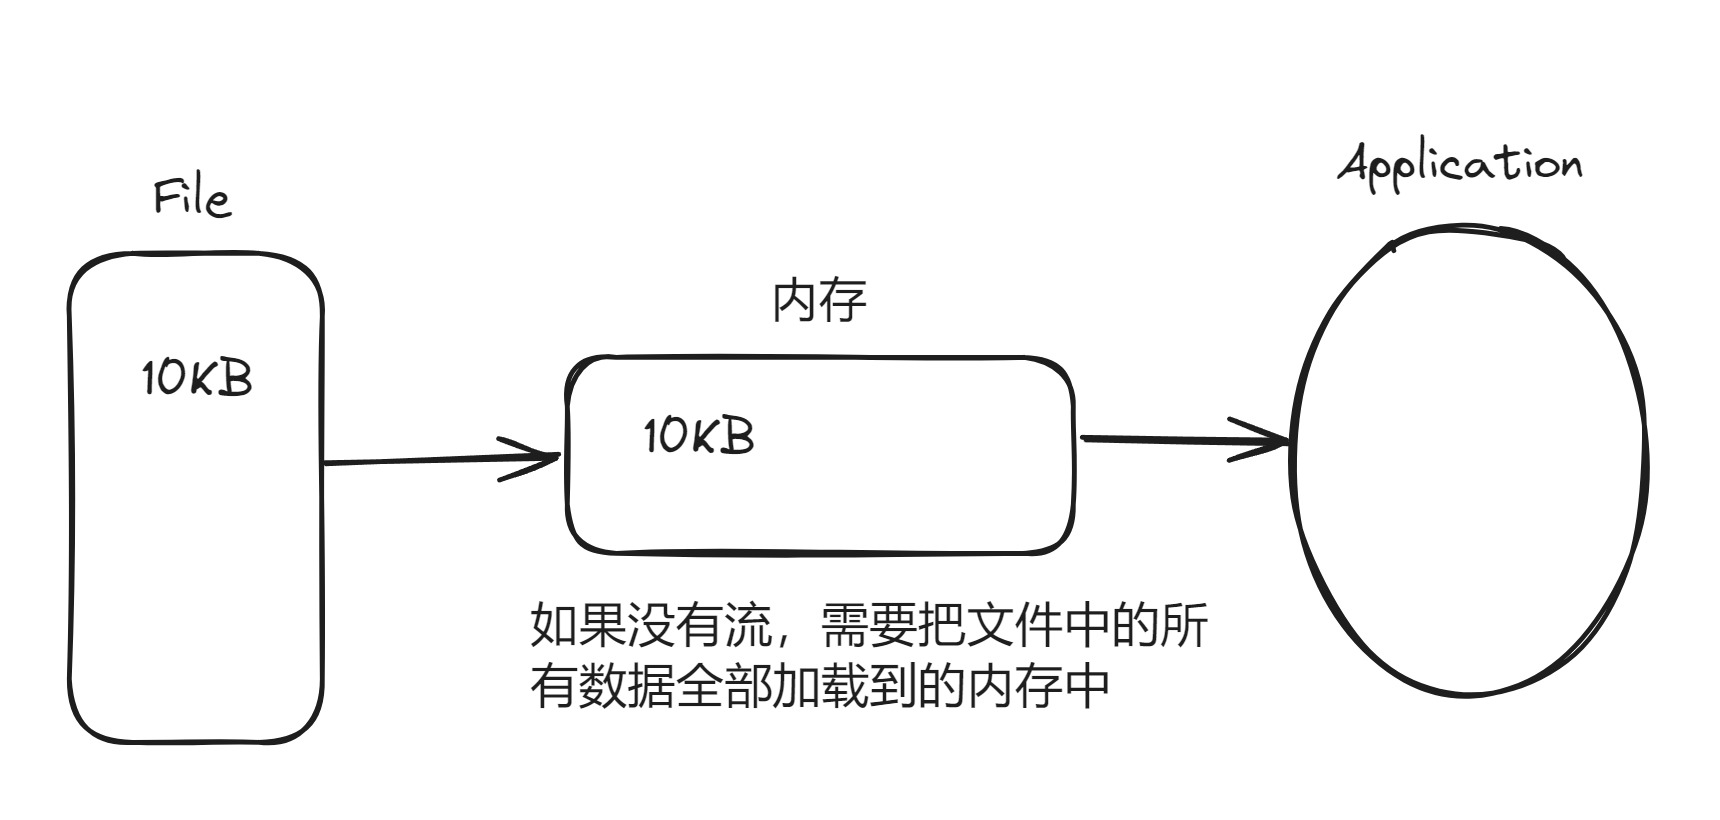 File
Application
内存
10KB
10KB
如果没有流，需要把文件中的所
有数据全部加载到的内存中